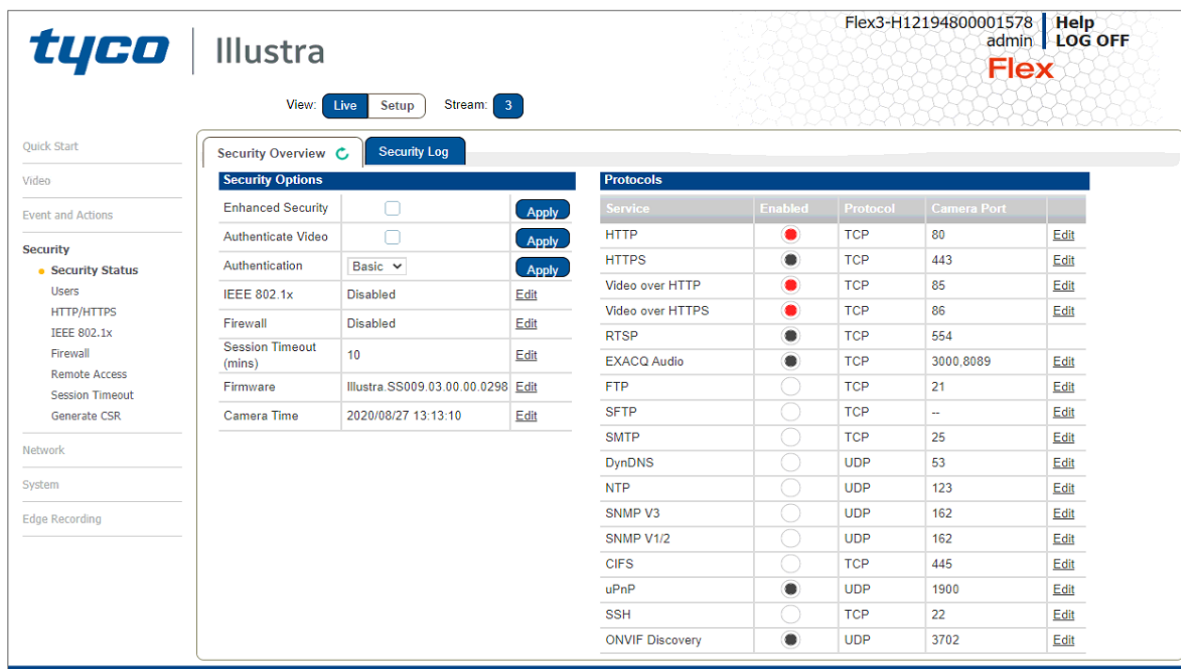 tyco Illustra
Flex3-H12194800001578 Help
admin LOG OFF
Flex
View: Live Setup Stream: 3
Quick Start
Video
Event and Actions
Security
Security Status
Users
HTTP/HTTPS
IEEE 802.1x
Firewall
Remote Access
Session Timeout
Generate CSR
Network
System
Edge Recording
Security Overview Security Log
Security Options
Enhanced Security Apply
Authenticate Video Apply
Authentication Basic Apply
IEEE 802.1x Disabled Edit
Firewall Disabled Edit
Session Timeout
(mins) 10 Edit
Firmware Illustra.SS009.03.00.00.0298 Edit
Camera Time 2020/08/27 13:13:10 Edit
Protocols
Service Enabled Protocol Camera Port
HTTP TCP 80 Edit
HTTPS TCP 443 Edit
Video over HTTP TCP 85 Edit
Video over HTTPS TCP 86 Edit
RTSP TCP 554
EXACQ Audio TCP 3000,8089 Edit
FTP TCP 21 Edit
SFTP TCP -- Edit
SMTP TCP 25 Edit
DynDNS UDP 53 Edit
NTP UDP 123 Edit
SNMP V3 UDP 162 Edit
SNMP V1/2 UDP 162 Edit
CIFS TCP 445 Edit
uPnP UDP 1900 Edit
SSH TCP 22 Edit
ONVIF Discovery UDP 3702 Edit